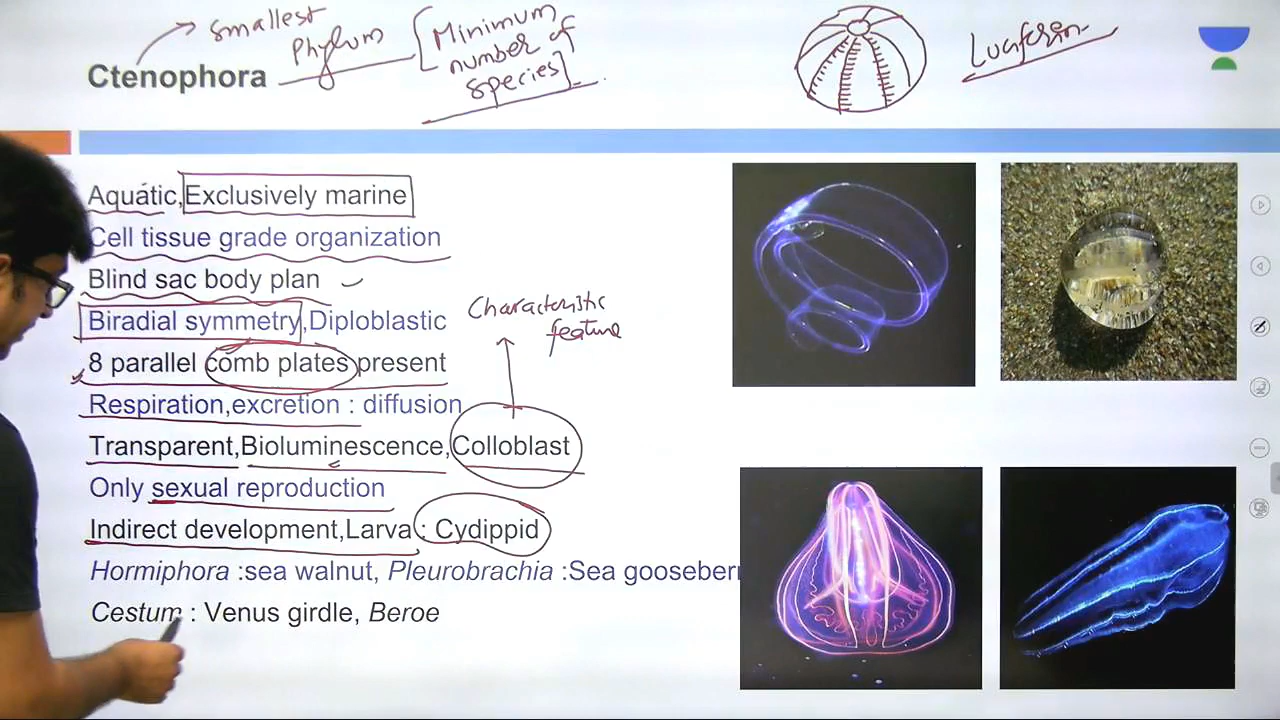 smallest
Phylum
[Minimum
number of
species]
Luciferin
Ctenophora
Aquatic,Exclusively marine
Cell tissue grade organization
Blind sac body plan
Biradial symmetry,Diploblastic
Characteristic
feature
8 parallel comb plates present
Respiration,excretion : diffusion
Transparent,Bioluminescence,Colloblast
Only sexual reproduction
Indirect development,Larva : Cydippid
Hormiphora :sea walnut, Pleurobrachia :Sea gooseberr
Cestum : Venus girdle, Beroe